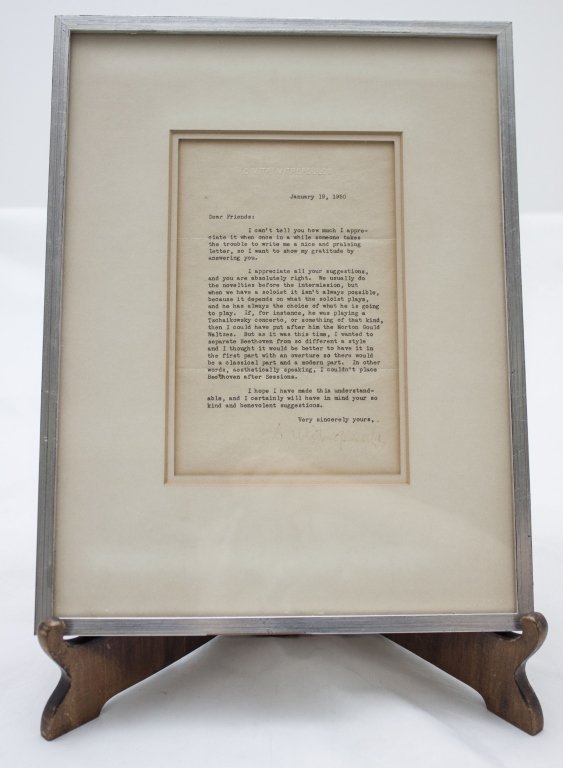 January 19, 1950
Dear Friends:
I can't tell you how much I appre-
ciate it when once in a while someone takes
the trouble to write me a nice and praising
letter, so I want to show my gratitude by
answering you.
I appreciate all your suggestions,
and you are absolutely right. We usually do
the novelties before the intermission, but
when we have a soloist it isn't always possible,
because it depends on what the soloist plays,
and he has always the choice of what he is going
to play. If, for instance, he was playing a
Tschaikowsky concerto, or something of that kind,
then I could have put after him the Morton Gould
Waltzes. But as it was this time, I wanted to
separate Beethoven from so different a style
and I thought it would be better to have it in
the first part with an overture so there would
be a classical part and a modern part. In other
words, aesthetically speaking, I couldn't place
Beethoven after Sessions.
I hope I have made this understand-
able, and I certainly will have in mind your so
kind and benevolent suggestions.
Very sincerely yours,